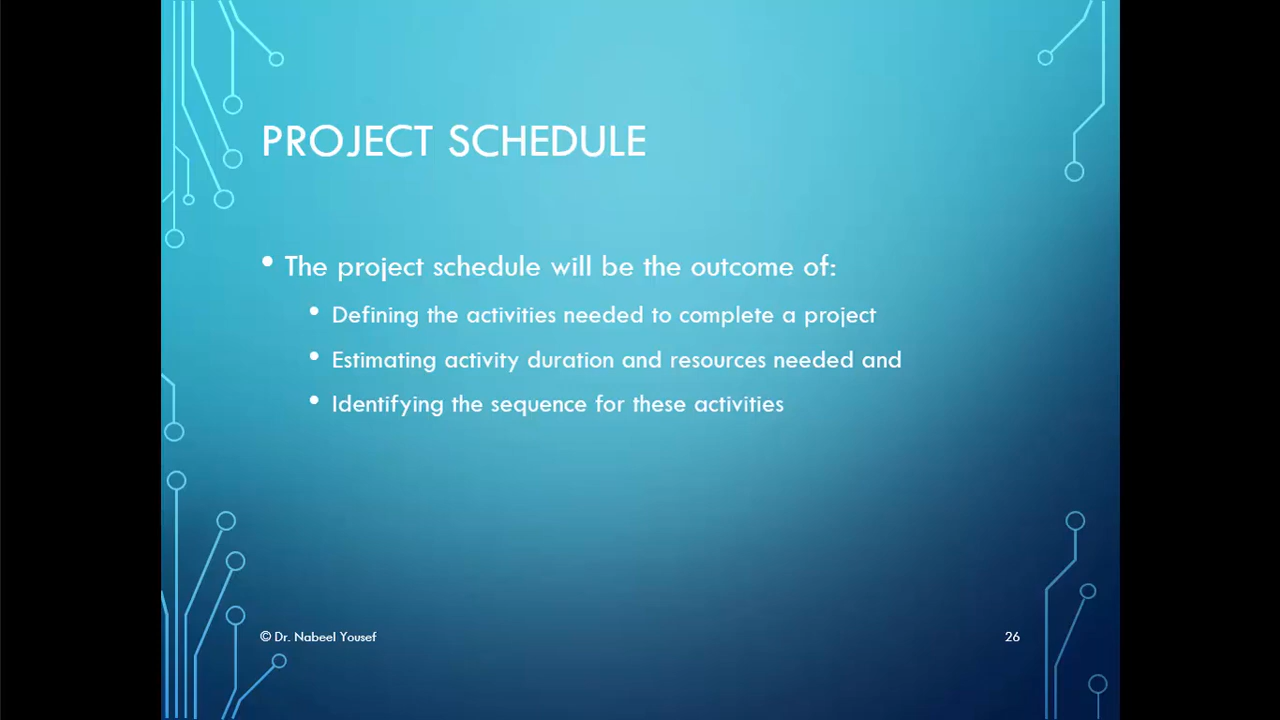 PROJECT SCHEDULE
• The project schedule will be the outcome of:
• Defining the activities needed to complete a project
• Estimating activity duration and resources needed and
• Identifying the sequence for these activities
© Dr. Nabeel Yousef
26